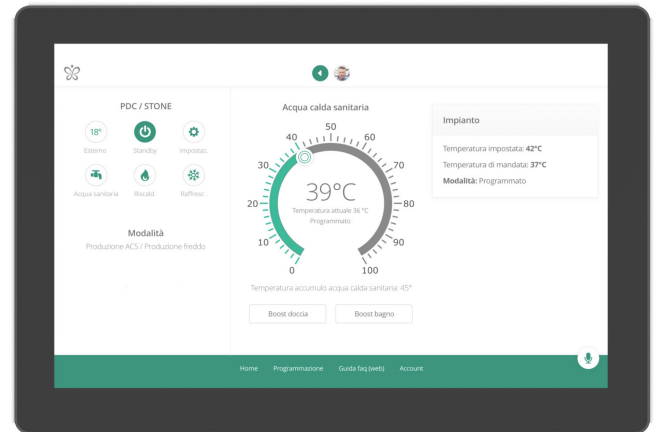 PDC / STONE
18°
Esterno
Standby
Impostaz.
Acqua sanitaria
Riscald.
Raffresc.
Modalità
Produzione ACS / Produzione freddo
Acqua calda sanitaria
0
10
20
30
40
50
60
70
80
90
100
39°C
Temperatura attuale 36 °C
Programmato
Temperatura accumulo acqua calda sanitaria: 45°
Boost doccia
Boost bagno
Impianto
Temperatura impostata: 42°C
Temperatura di mandata: 37°C
Modalità: Programmato
Home Programmazione Guida faq (web) Account